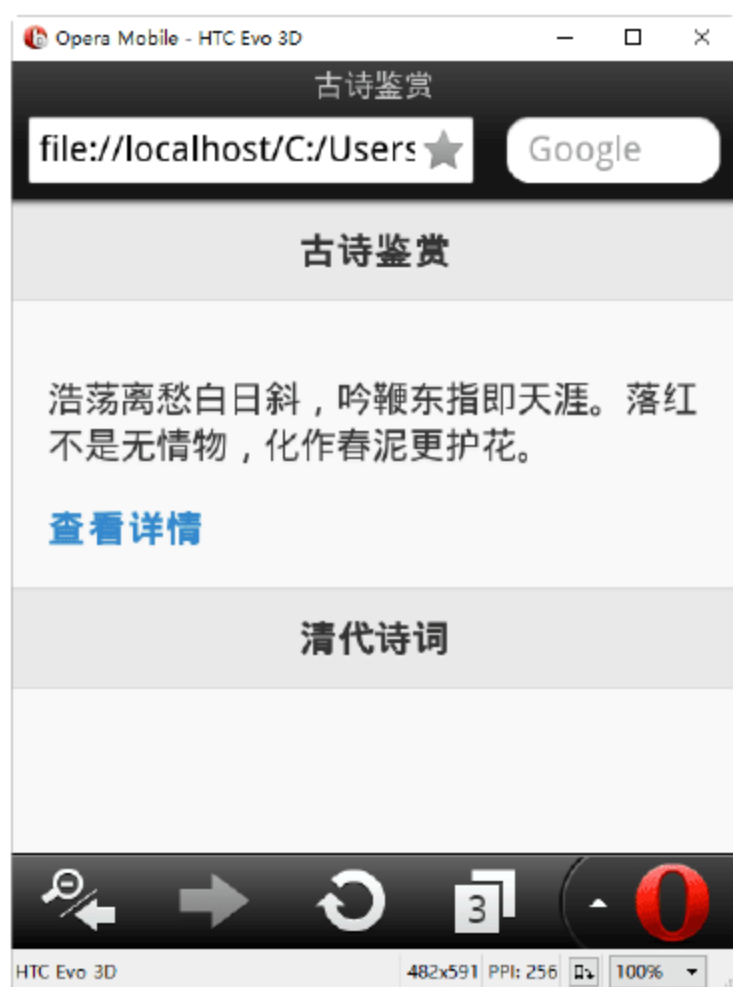 Opera Mobile - HTC Evo 3D
古诗鉴赏
file://localhost/C:/Users
Google
古诗鉴赏
浩荡离愁白日斜，吟鞭东指即天涯。落红
不是无情物，化作春泥更护花。
查看详情
清代诗词
3
HTC Evo 3D
482x591 PPI: 256
100%